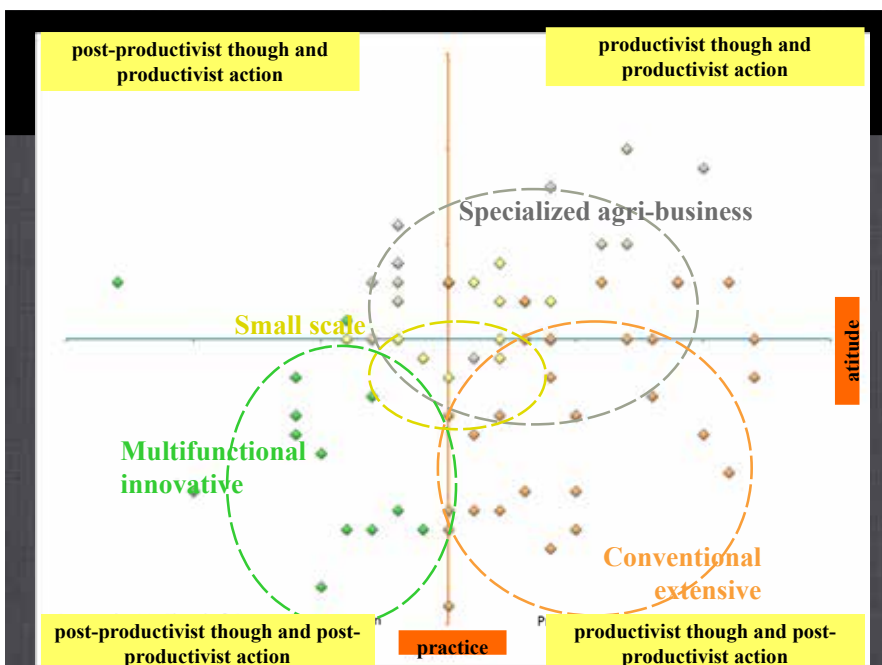 post-productivist though and
productivist action
productivist though and
productivist action
Specialized agri-business
Small scale
atitude
Multifunctional
innovative
Conventional
extensive
post-productivist though and post-
productivist action
practice
productivist though and post-
productivist action